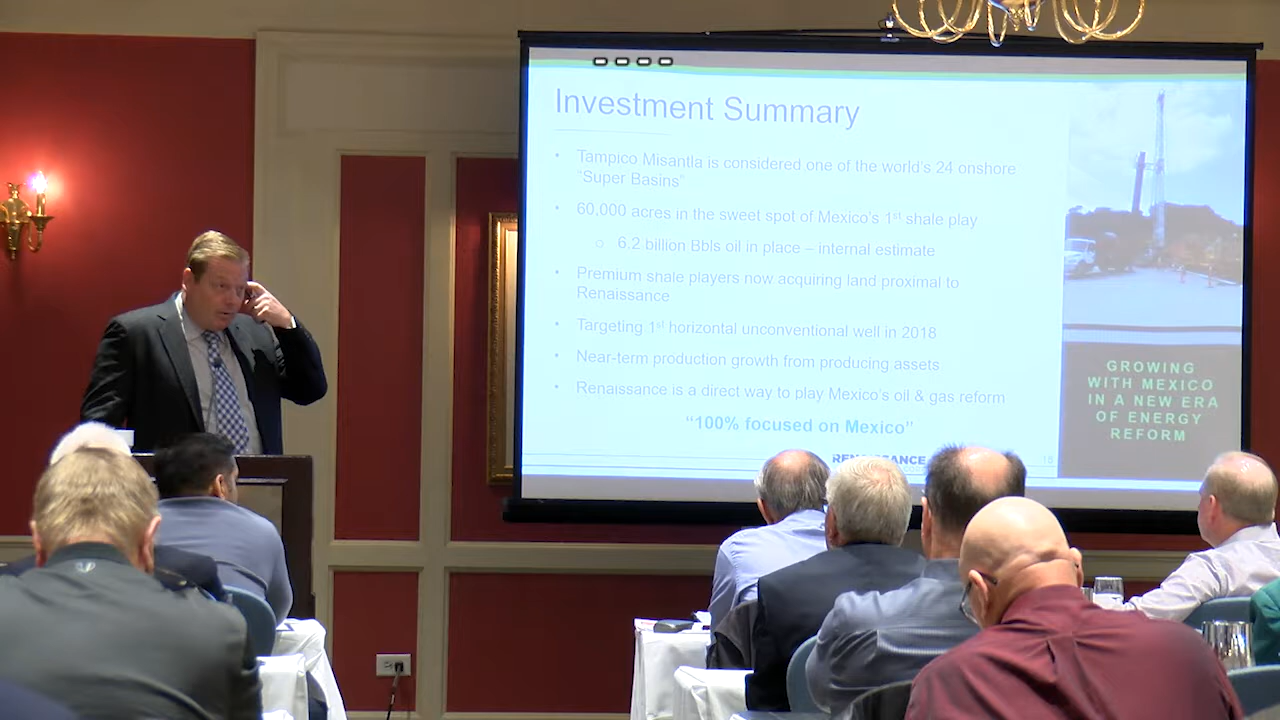 Investment Summary
• Tampico Misantla is considered one of the world's 24 onshore
"Super Basins"
• 60,000 acres in the sweet spot of Mexico's 1st shale play
○ 6.2 billion Bbls oil in place – internal estimate
• Premium shale players now acquiring land proximal to
Renaissance
• Targeting 1st horizontal unconventional well in 2018
• Near-term production growth from producing assets
• Renaissance is a direct way to play Mexico's oil & gas reform
"100% focused on Mexico"
RENAISSANCE
GROWING
WITH MEXICO
IN A NEW ERA
OF ENERGY
REFORM